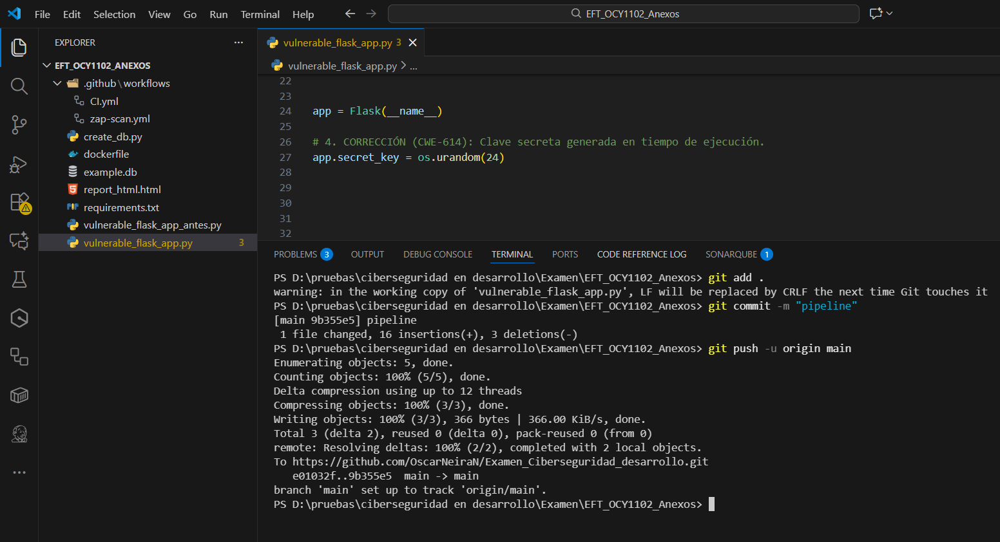 File Edit Selection View Go Run Terminal Help
EFT_OCY1102_Anexos
EXPLORER
EFT_OCY1102_ANEXOS
.github\workflows
CI.yml
zap-scan.yml
create_db.py
dockerfile
example.db
report_html.html
requirements.txt
vulnerable_flask_app_antes.py
vulnerable_flask_app.py 3
vulnerable_flask_app.py 3
vulnerable_flask_app.py > ...
22
23
24 app = Flask(__name__)
25
26 # 4. CORRECCIÓN (CWE-614): Clave secreta generada en tiempo de ejecución.
27 app.secret_key = os.urandom(24)
28
29
30
31
32
PROBLEMS 3 OUTPUT DEBUG CONSOLE TERMINAL PORTS CODE REFERENCE LOG SONARQUBE 1
PS D:\pruebas\ciberseguridad en desarrollo\Examen\EFT_OCY1102_Anexos> git add .
warning: in the working copy of 'vulnerable_flask_app.py', LF will be replaced by CRLF the next time Git touches it
PS D:\pruebas\ciberseguridad en desarrollo\Examen\EFT_OCY1102_Anexos> git commit -m "pipeline"
[main 9b355e5] pipeline
1 file changed, 16 insertions(+), 3 deletions(-)
PS D:\pruebas\ciberseguridad en desarrollo\Examen\EFT_OCY1102_Anexos> git push -u origin main
Enumerating objects: 5, done.
Counting objects: 100% (5/5), done.
Delta compression using up to 12 threads
Compressing objects: 100% (3/3), done.
Writing objects: 100% (3/3), 366 bytes | 366.00 KiB/s, done.
Total 3 (delta 2), reused 0 (delta 0), pack-reused 0 (from 0)
remote: Resolving deltas: 100% (2/2), completed with 2 local objects.
To https://github.com/OscarNeiraN/Examen_Ciberseguridad_desarrollo.git
e01032f..9b355e5 main -> main
branch 'main' set up to track 'origin/main'.
PS D:\pruebas\ciberseguridad en desarrollo\Examen\EFT_OCY1102_Anexos>